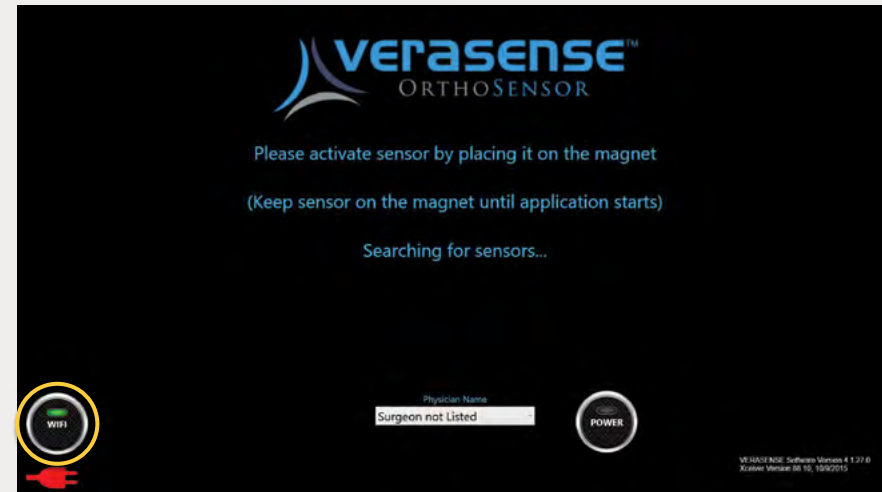 verasense™
ORTHOSENSOR
Please activate sensor by placing it on the magnet
(Keep sensor on the magnet until application starts)
Searching for sensors...
Physician Name
Surgeon not Listed
WIFI
POWER
VERASENSE Software Version 4.1.27.0
Xceiver Version 88.10, 10/9/2015